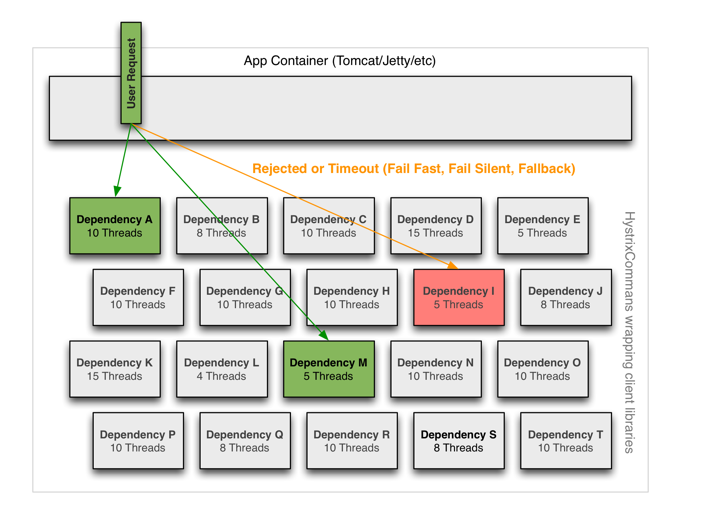 User Request
App Container (Tomcat/Jetty/etc)
Rejected or Timeout (Fail Fast, Fail Silent, Fallback)
Dependency A
10 Threads
Dependency B
8 Threads
Dependency C
10 Threads
Dependency D
15 Threads
Dependency E
5 Threads
Dependency F
10 Threads
Dependency G
10 Threads
Dependency H
10 Threads
Dependency I
5 Threads
Dependency J
8 Threads
Dependency K
15 Threads
Dependency L
4 Threads
Dependency M
5 Threads
Dependency N
10 Threads
Dependency O
10 Threads
Dependency P
10 Threads
Dependency Q
8 Threads
Dependency R
10 Threads
Dependency S
8 Threads
Dependency T
10 Threads
HystrixCommans wrapping client libraries